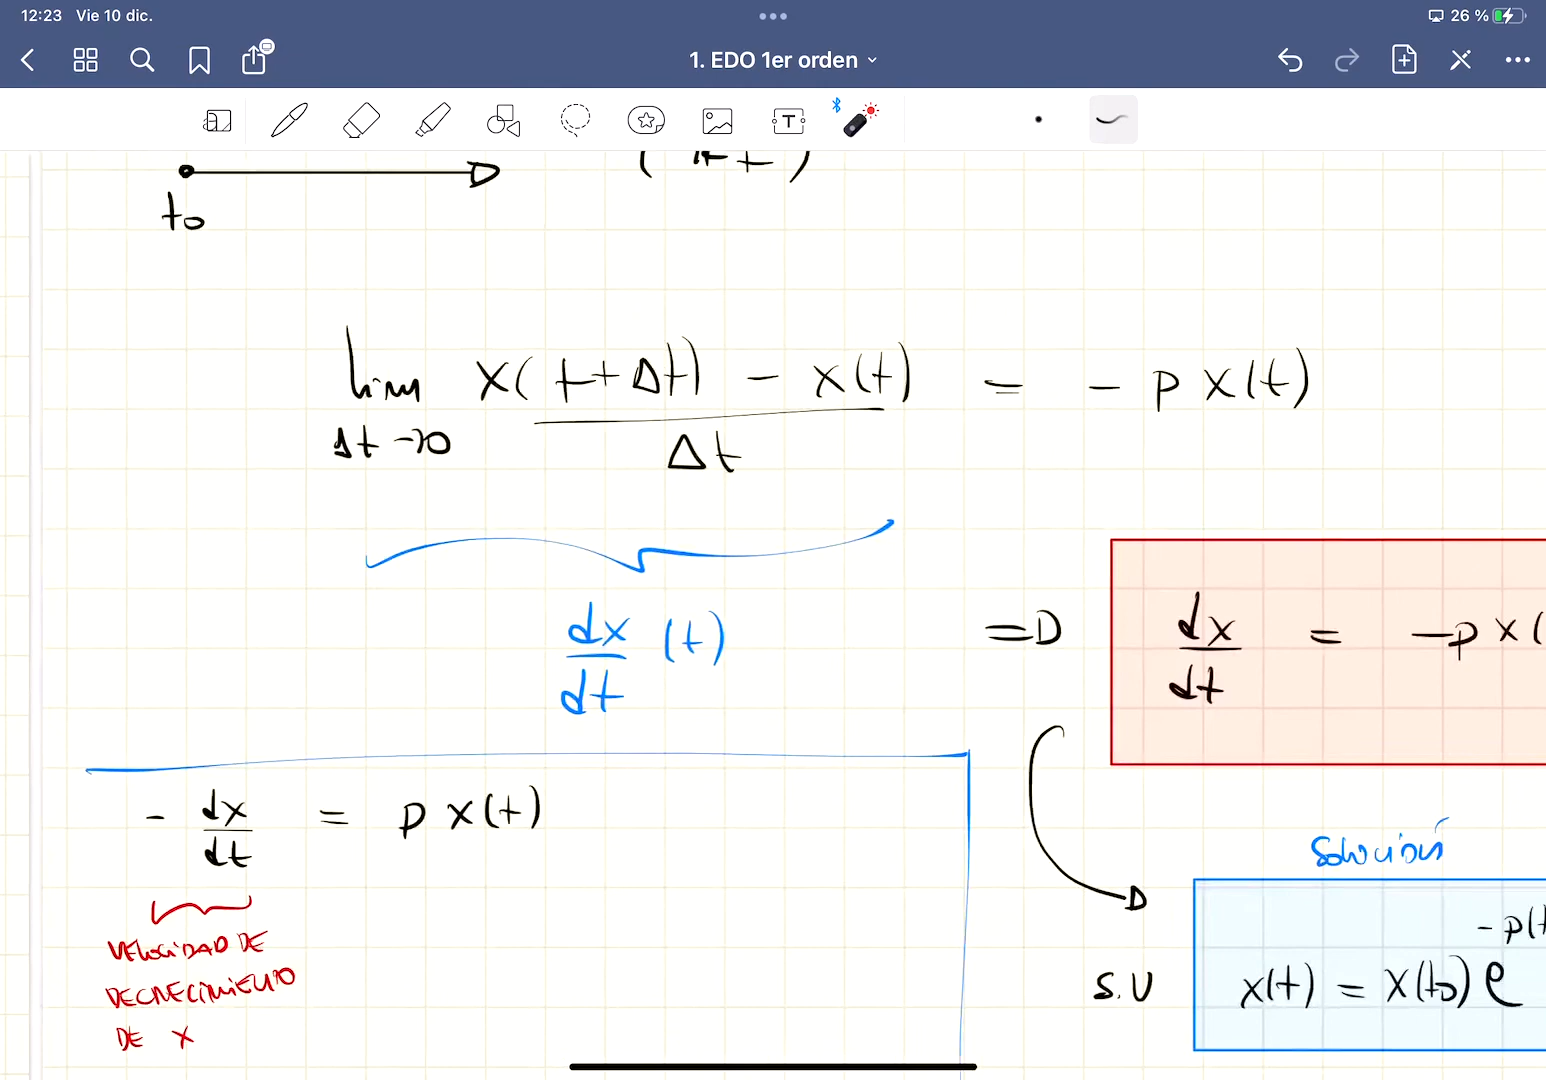 12:23 Vie 10 dic.
26 %
1. EDO 1er orden
t₀
lim x(t+Δt) - x(t) = - p x(t)
Δt→0 Δt
dx/dt (t)
=D dx/dt = -p x(
- dx/dt = p x(t)
Solución
VELOCIDAD DE
DECRECIMIENTO
DE X
- p(t
S.V x(t) = x(t₀) e